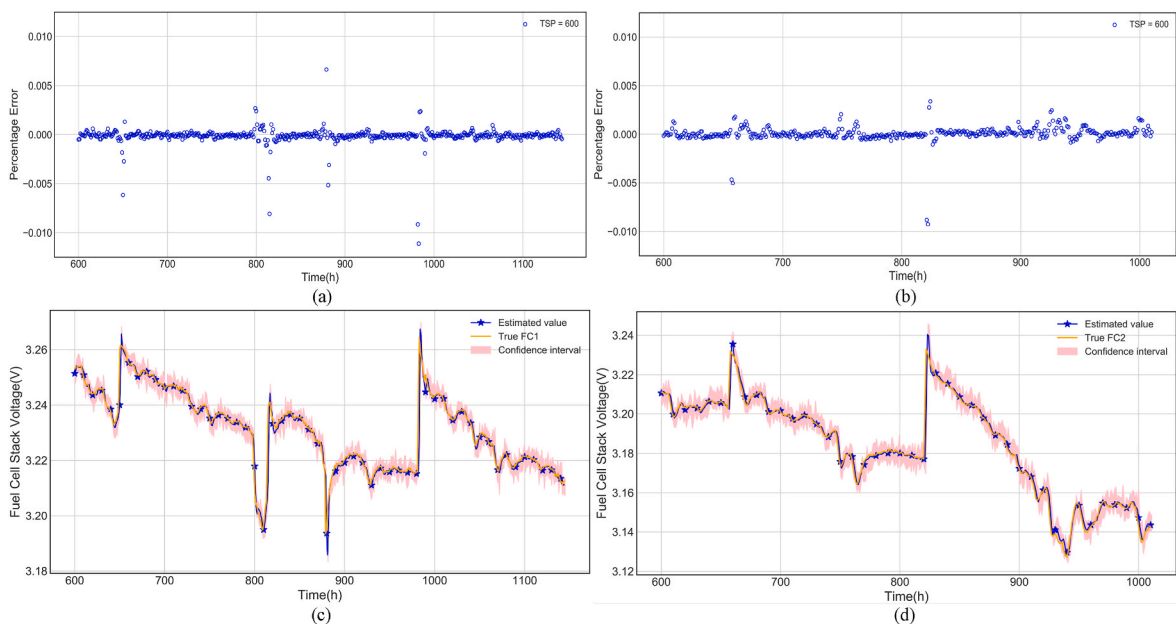 TSP = 600
0.010
0.005
0.000
−0.005
−0.010
Percentage Error
600 700 800 900 1000 1100
Time(h)
(a)
TSP = 600
0.010
0.005
0.000
−0.005
−0.010
Percentage Error
600 700 800 900 1000
Time(h)
(b)
Estimated value
True FC1
Confidence interval
3.26
3.24
3.22
3.20
3.18
Fuel Cell Stack Voltage(V)
600 700 800 900 1000 1100
Time(h)
(c)
Estimated value
True FC2
Confidence interval
3.24
3.22
3.20
3.18
3.16
3.14
3.12
Fuel Cell Stack Voltage(V)
600 700 800 900 1000
Time(h)
(d)